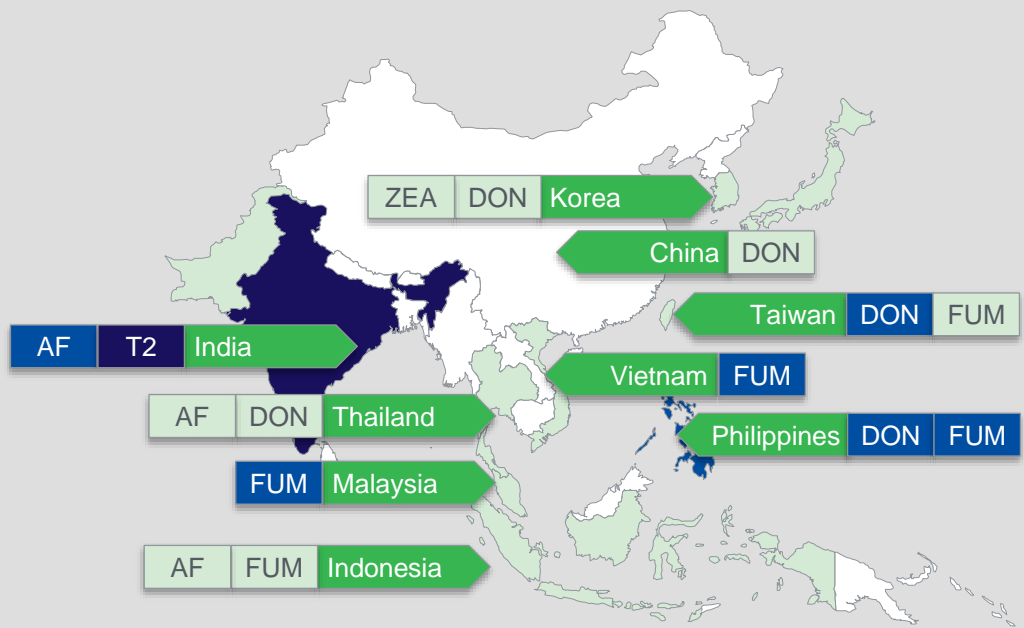 ZEA DON Korea
China DON
Taiwan DON FUM
AF T2 India
Vietnam FUM
AF DON Thailand
Philippines DON FUM
FUM Malaysia
AF FUM Indonesia